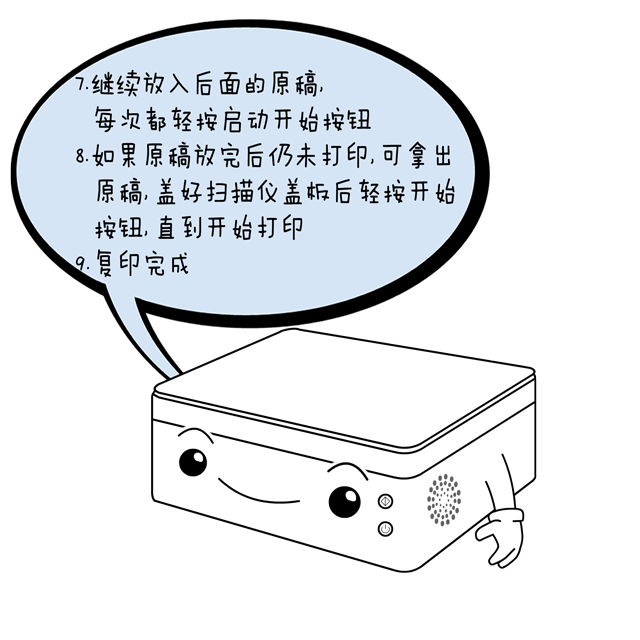 7.继续放入后面的原稿,
每次都轻按启动开始按钮
8.如果原稿放完后仍未打印,可拿出
原稿,盖好扫描仪盖板后轻按开始
按钮,直到开始打印
9.复印完成